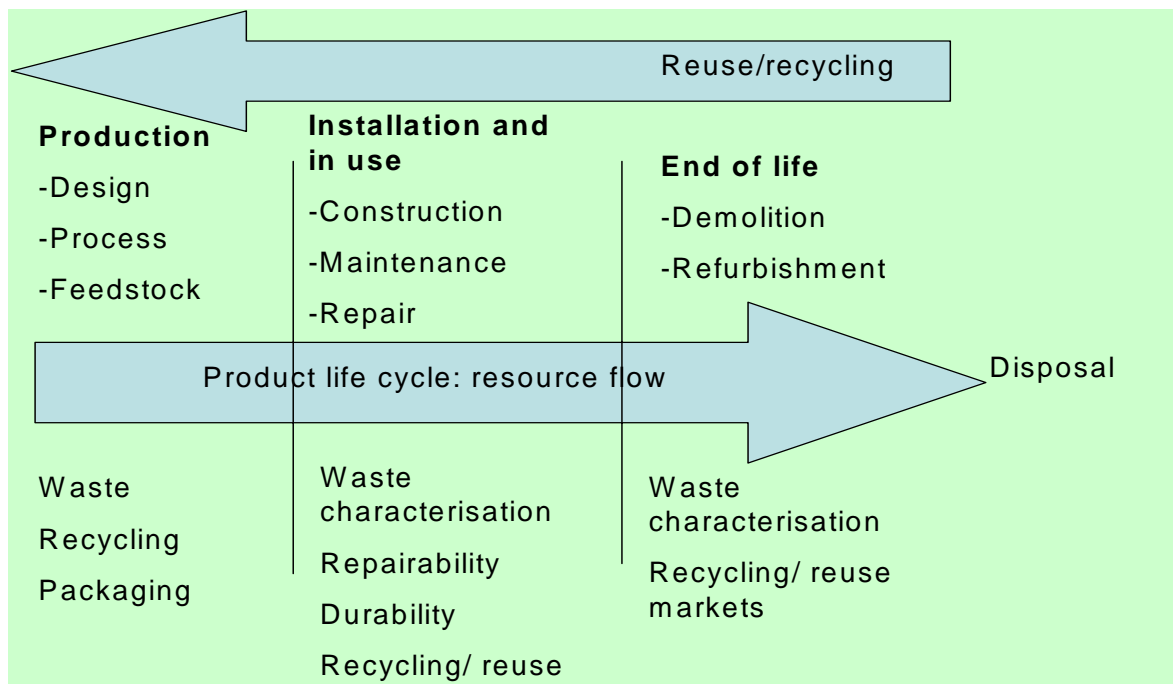 Reuse/recycling
Production
-Design
-Process
-Feedstock
Installation and
in use
-Construction
-Maintenance
-Repair
End of life
-Demolition
-Refurbishment
Product life cycle: resource flow
Disposal
Waste
Recycling
Packaging
Waste
characterisation
Repairability
Durability
Recycling/ reuse
Waste
characterisation
Recycling/ reuse
markets